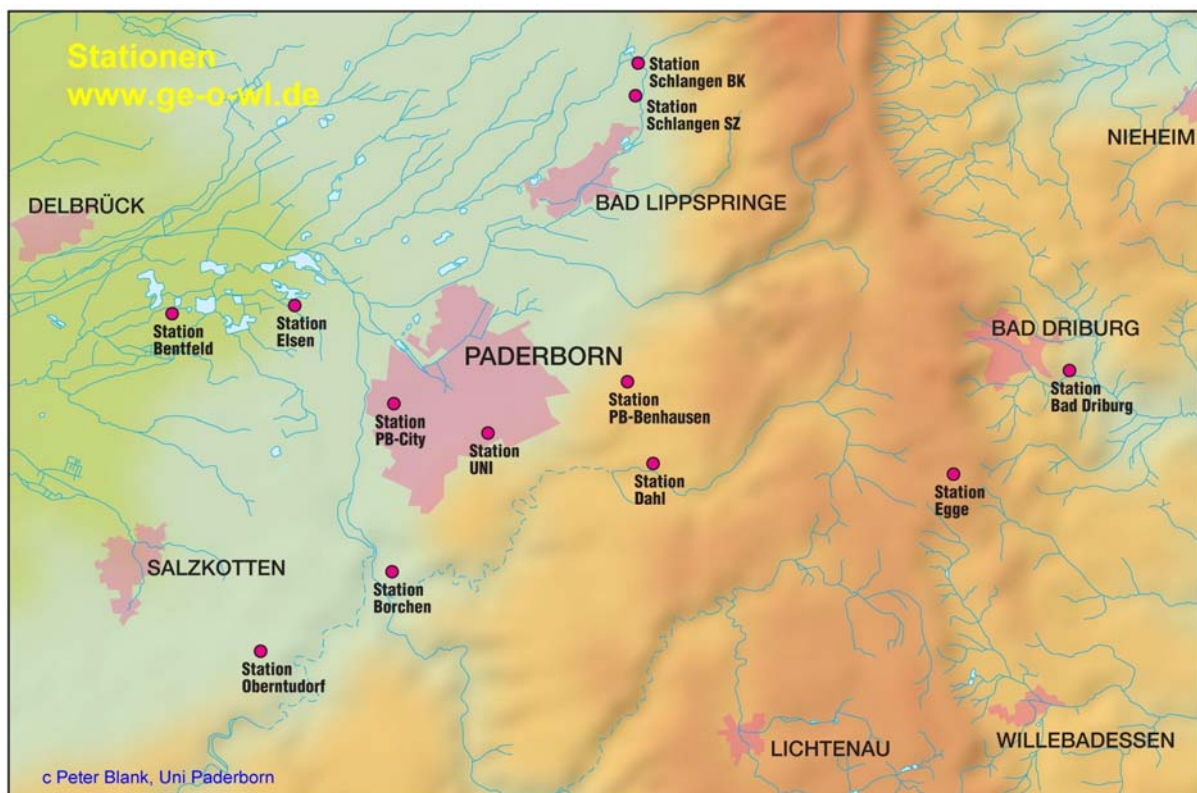 Stationen
www.ge-o-wl.de
Station
Schlangen BK
Station
Schlangen SZ
NIEHEIM
DELBRÜCK
BAD LIPPSPRINGE
Station
Bentfeld
Station
Elsen
PADERBORN
BAD DRIBURG
Station
PB-City
Station
UNI
Station
PB-Benhausen
Station
Bad Driburg
Station
Dahl
Station
Egge
SALZKOTTEN
Station
Borchen
Station
Oberntudorf
LICHTENAU
WILLEBADESSEN
c Peter Blank, Uni Paderborn